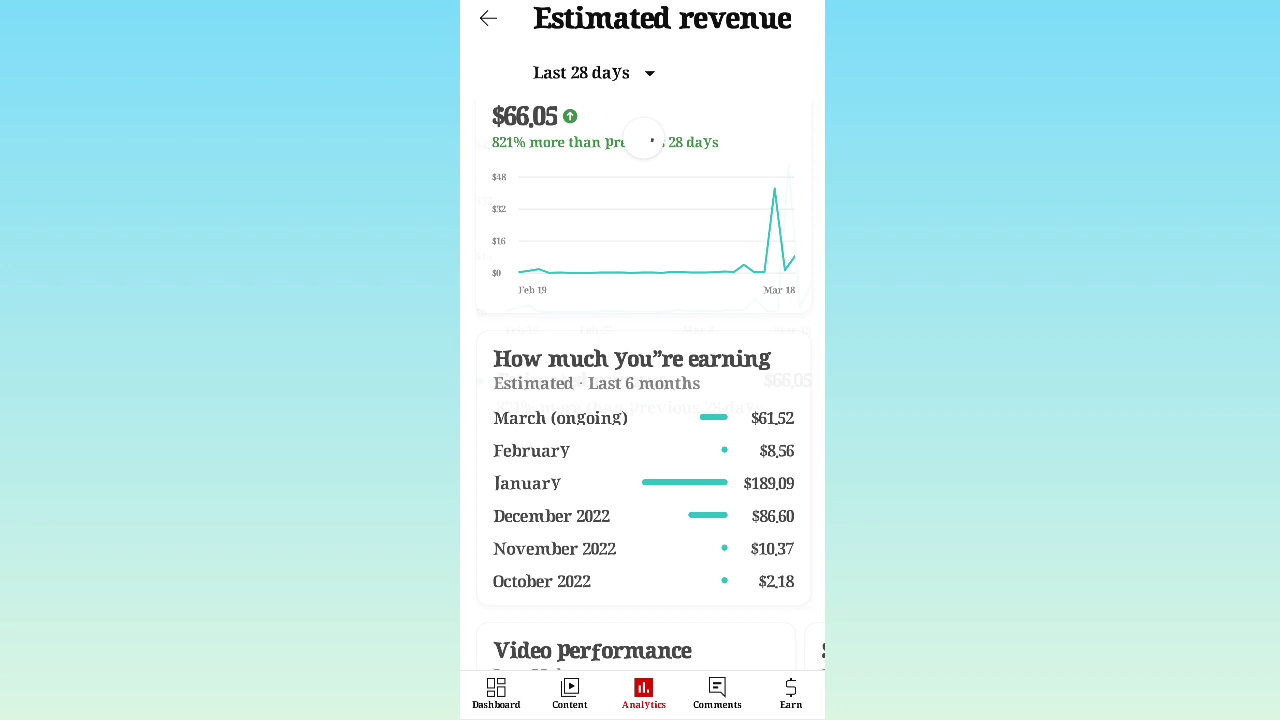 Estimated revenue
Last 28 days
$66.05
821% more than pre s 28 days
$48
$32
$16
$0
Feb 19 Mar 18
How much you”re earning
Estimated · Last 6 months
$66.05
March (ongoing) $61.52
February $8.56
January $189.09
December 2022 $86.60
November 2022 $10.37
October 2022 $2.18
Video performance
Dashboard Content Analytics Comments Earn